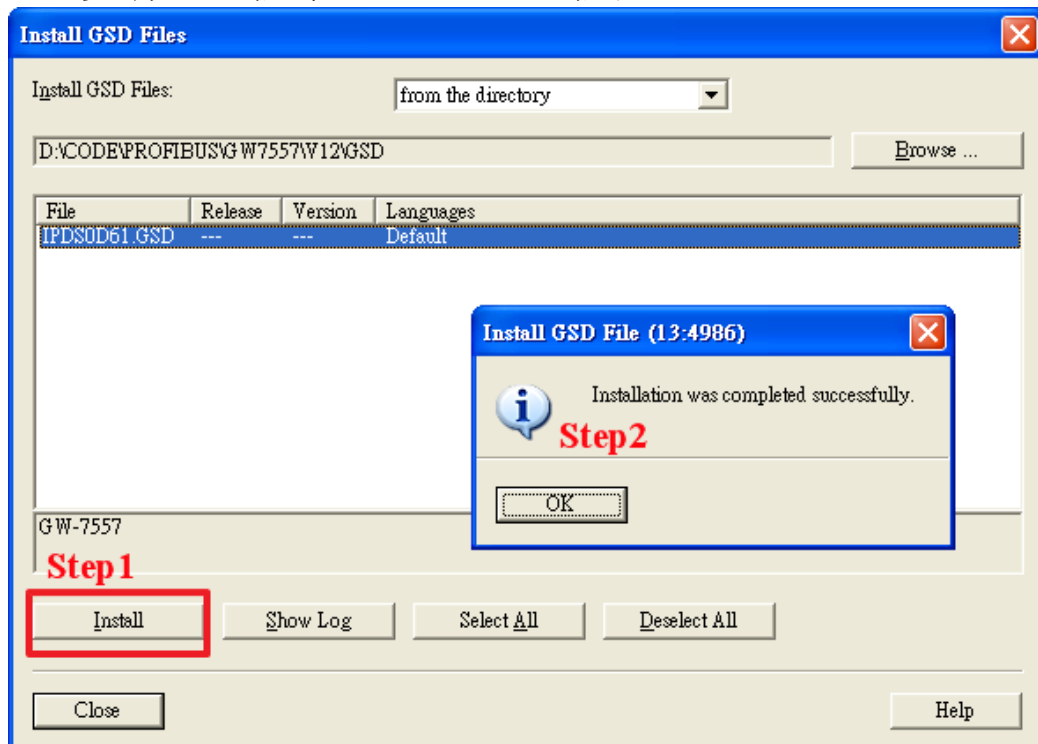 Install GSD Files
Install GSD Files:
from the directory
D:\CODE\PROFIBUS\GW7557\V12\GSD
Browse ...
File Release Version Languages
IPDS0D61.GSD --- --- Default
Install GSD File (13:4986)
Installation was completed successfully.
Step2
OK
GW-7557
Step1
Install Show Log Select All Deselect All
Close Help